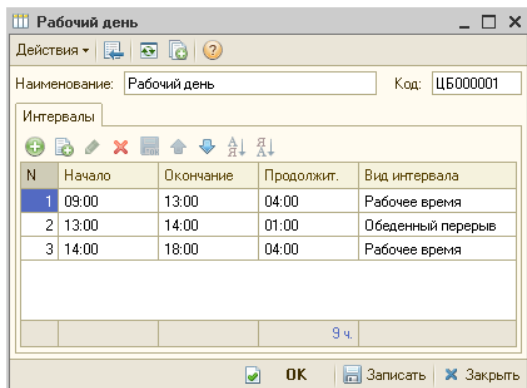 Рабочий день
Действия
Наименование: Рабочий день Код: ЦБ000001
Интервалы
N Начало Окончание Продолжит. Вид интервала
1 09:00 13:00 04:00 Рабочее время
2 13:00 14:00 01:00 Обеденный перерыв
3 14:00 18:00 04:00 Рабочее время
9 ч.
OK Записать Закрыть